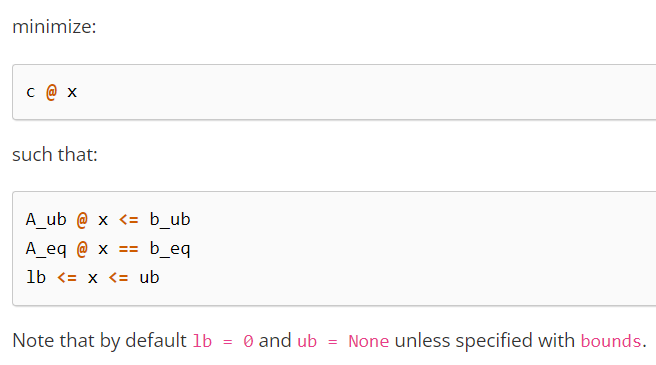 minimize:
c @ x
such that:
A_ub @ x <= b_ub
A_eq @ x == b_eq
lb <= x <= ub
Note that by default lb = 0 and ub = None unless specified with bounds.